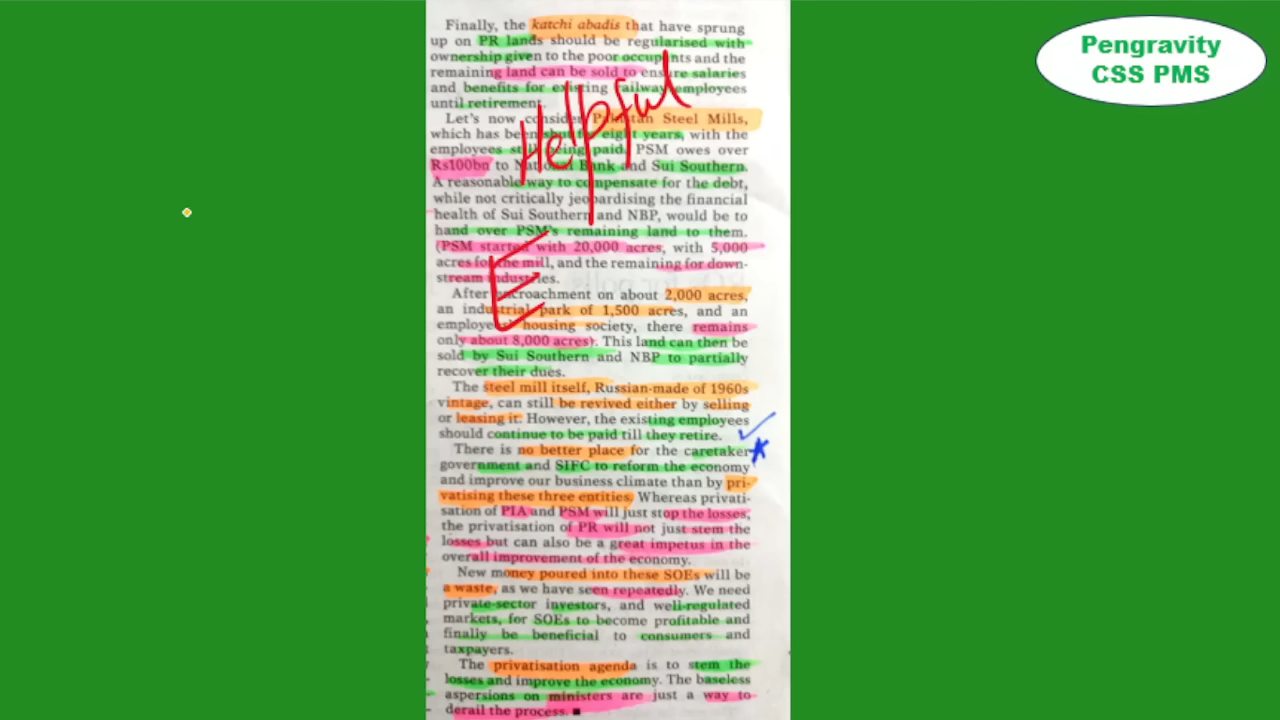 Finally, the katchi abadis that have sprung
up on PR lands should be regularised with
ownership given to the poor occupants and the
remaining land can be sold to ensure salaries
and benefits for existing railway employees
until retirement.
Let's now consider Pakistan Steel Mills,
which has been shut for eight years, with the
employees still being paid. PSM owes over
Rs100bn to National Bank and Sui Southern.
A reasonable way to compensate for the debt,
while not critically jeopardising the financial
health of Sui Southern and NBP, would be to
hand over PSM's remaining land to them.
(PSM started with 20,000 acres, with 5,000
acres for the mill, and the remaining for down-
stream industries.
After encroachment on about 2,000 acres,
an industrial park of 1,500 acres, and an
employees' housing society, there remains
only about 8,000 acres). This land can then be
sold by Sui Southern and NBP to partially
recover their dues.
The steel mill itself, Russian-made of 1960s
vintage, can still be revived either by selling
or leasing it. However, the existing employees
should continue to be paid till they retire.
There is no better place for the caretaker
government and SIFC to reform the economy
and improve our business climate than by pri-
vatising these three entities. Whereas privati-
sation of PIA and PSM will just stop the losses,
the privatisation of PR will not just stem the
losses but can also be a great impetus in the
overall improvement of the economy.
New money poured into these SOEs will be
a waste, as we have seen repeatedly. We need
private-sector investors, and well-regulated
markets, for SOEs to become profitable and
finally be beneficial to consumers and
taxpayers.
The privatisation agenda is to stem the
losses and improve the economy. The baseless
aspersions on ministers are just a way to
derail the process. ■
Helpful
E
Pengravity
CSS PMS